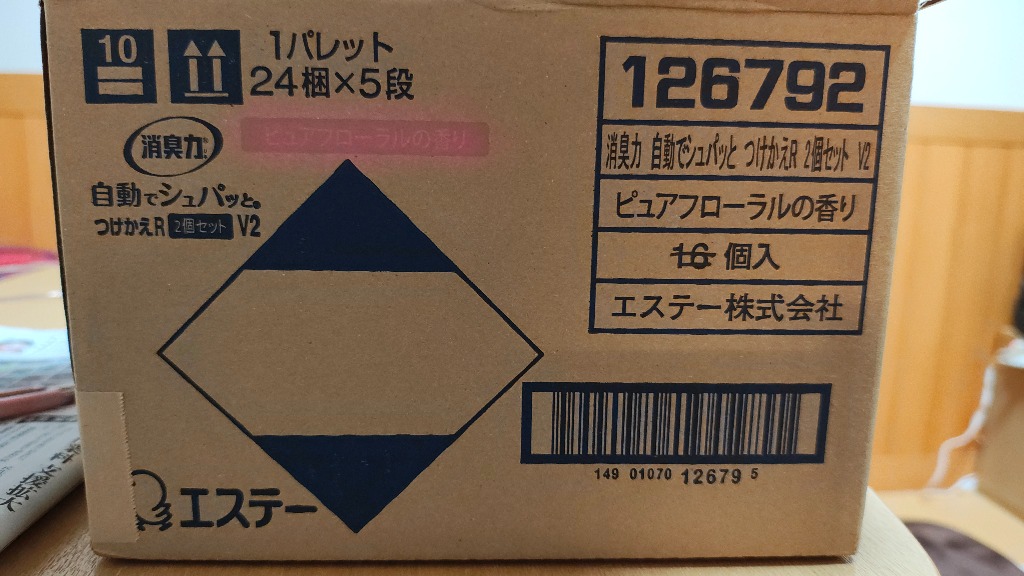 10
1パレット
24梱×5段
消臭力
ピュアフローラルの香り
自動でシュパッと。
つけかえR 2個セット V2
126792
消臭力 自動でシュパッと つけかえR 2個セット V2
ピュアフローラルの香り
16 個入
エステー株式会社
149 01070 12679 5
エステー